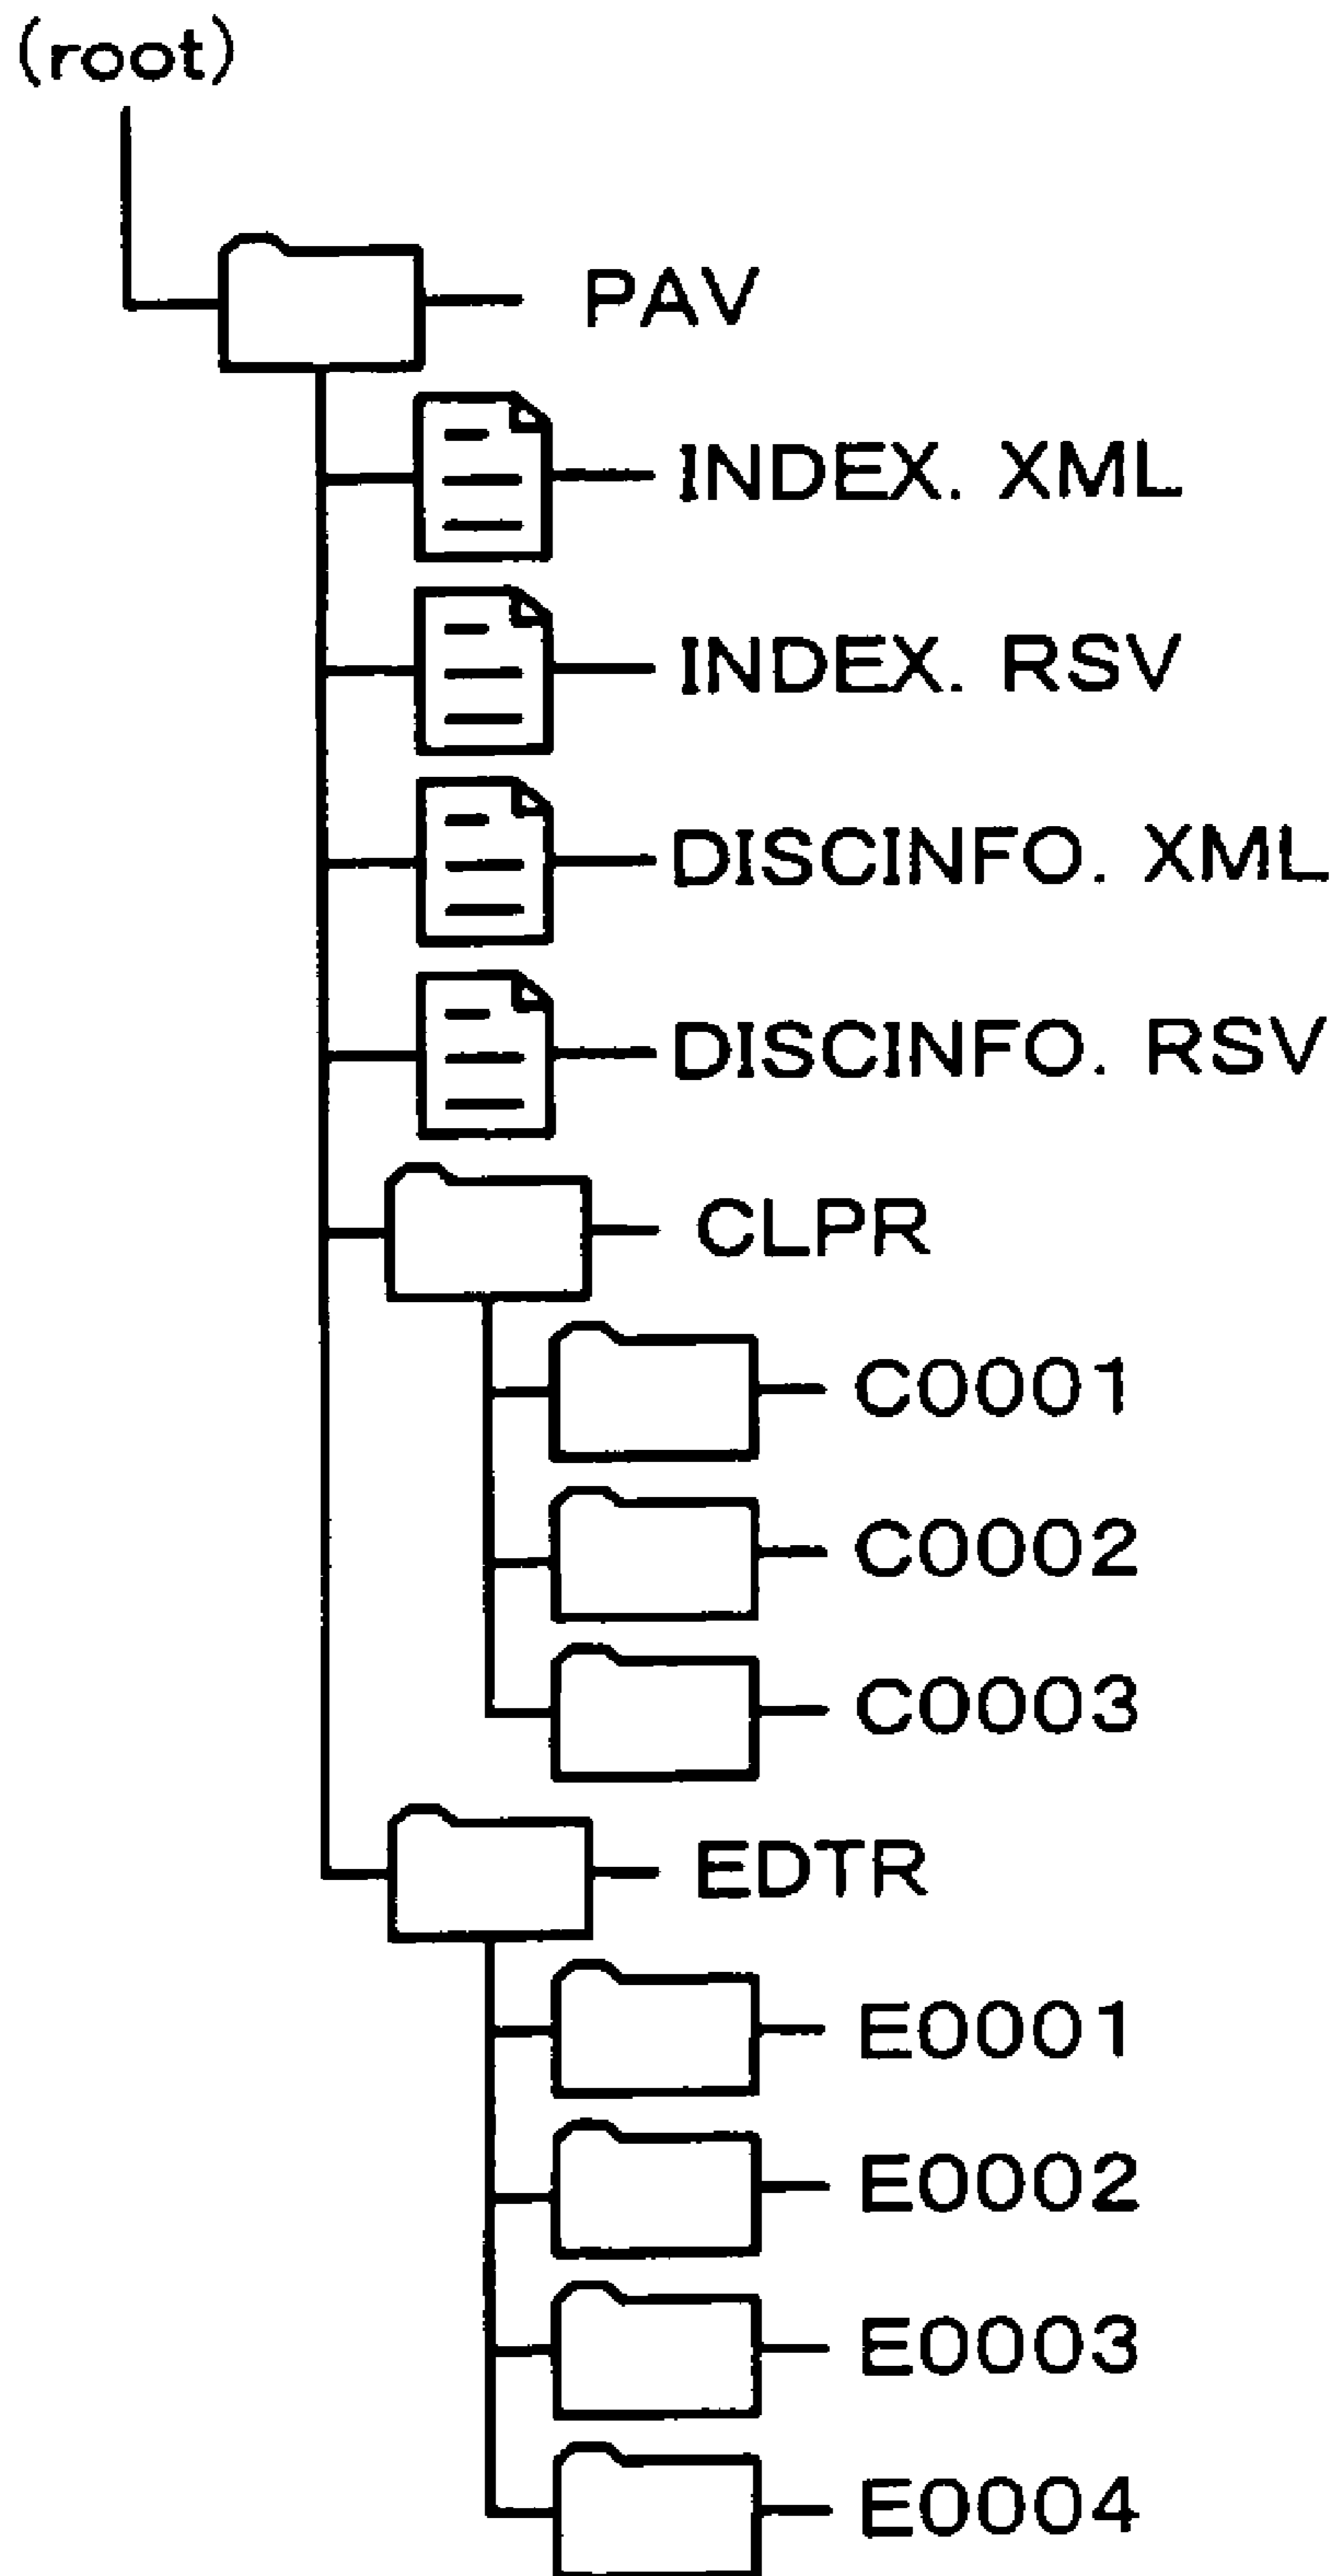 (root)
PAV
INDEX. XML
INDEX. RSV
DISCINFO. XML
DISCINFO. RSV
CLPR
C0001
C0002
C0003
EDTR
E0001
E0002
E0003
E0004